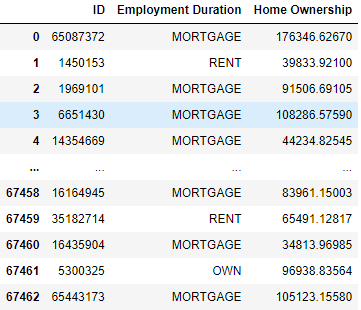 ID Employment Duration Home Ownership
0 65087372 MORTGAGE 176346.62670
1 1450153 RENT 39833.92100
2 1969101 MORTGAGE 91506.69105
3 6651430 MORTGAGE 108286.57590
4 14354669 MORTGAGE 44234.82545
... ... ... ...
67458 16164945 MORTGAGE 83961.15003
67459 35182714 RENT 65491.12817
67460 16435904 MORTGAGE 34813.96985
67461 5300325 OWN 96938.83564
67462 65443173 MORTGAGE 105123.15580